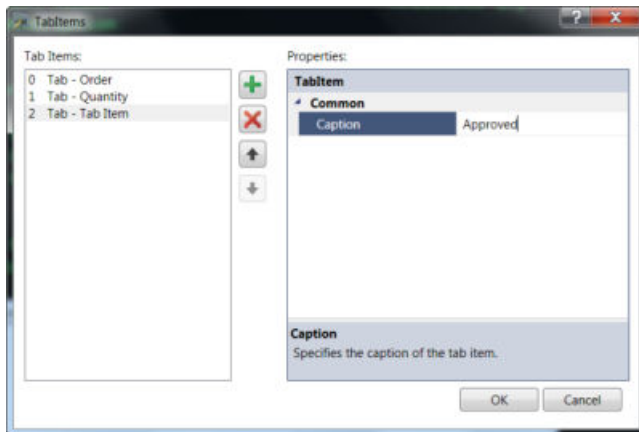 TabItems
Tab Items:
0 Tab - Order
1 Tab - Quantity
2 Tab - Tab Item
Properties:
TabItem
Common
Caption Approved
Caption
Specifies the caption of the tab item.
OK Cancel